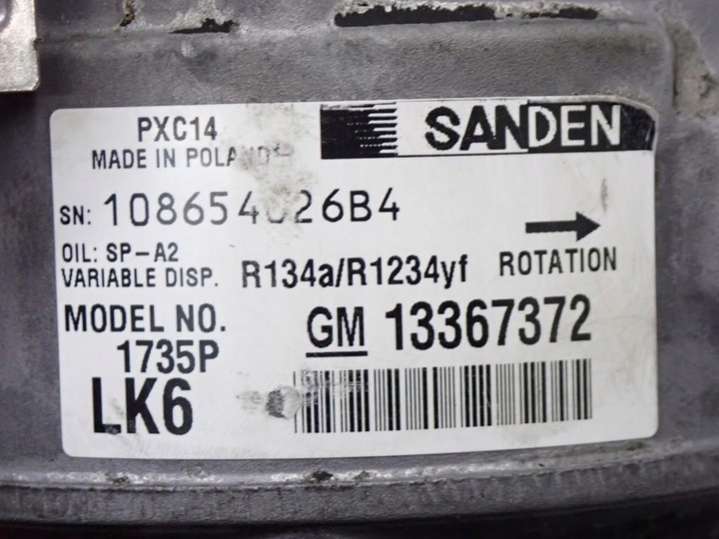 PXC14
SANDEN
MADE IN POLAND
SN:
OIL: SP-A2
VARIABLE DISP.
R134a/R1234yf
ROTATION
MODEL NO.
1735P
GM 13367372
LK6